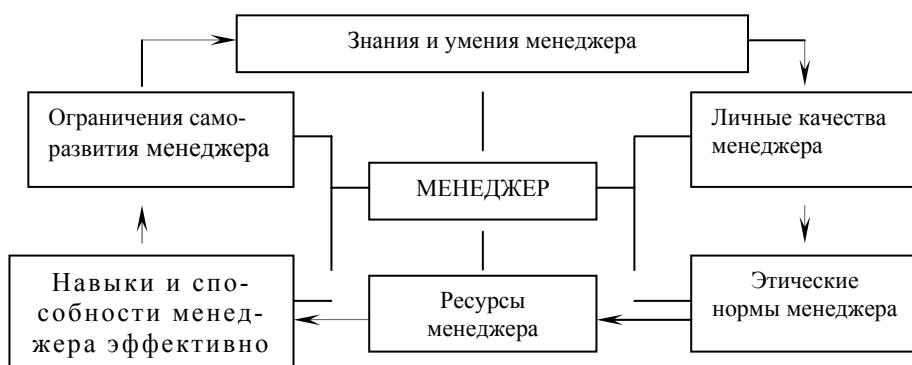 Знания и умения менеджера
Ограничения само-
развития менеджера
Личные качества
менеджера
МЕНЕДЖЕР
Навыки и спо-
собности менед-
жера эффективно
Ресурсы
менеджера
Этические
нормы менеджера